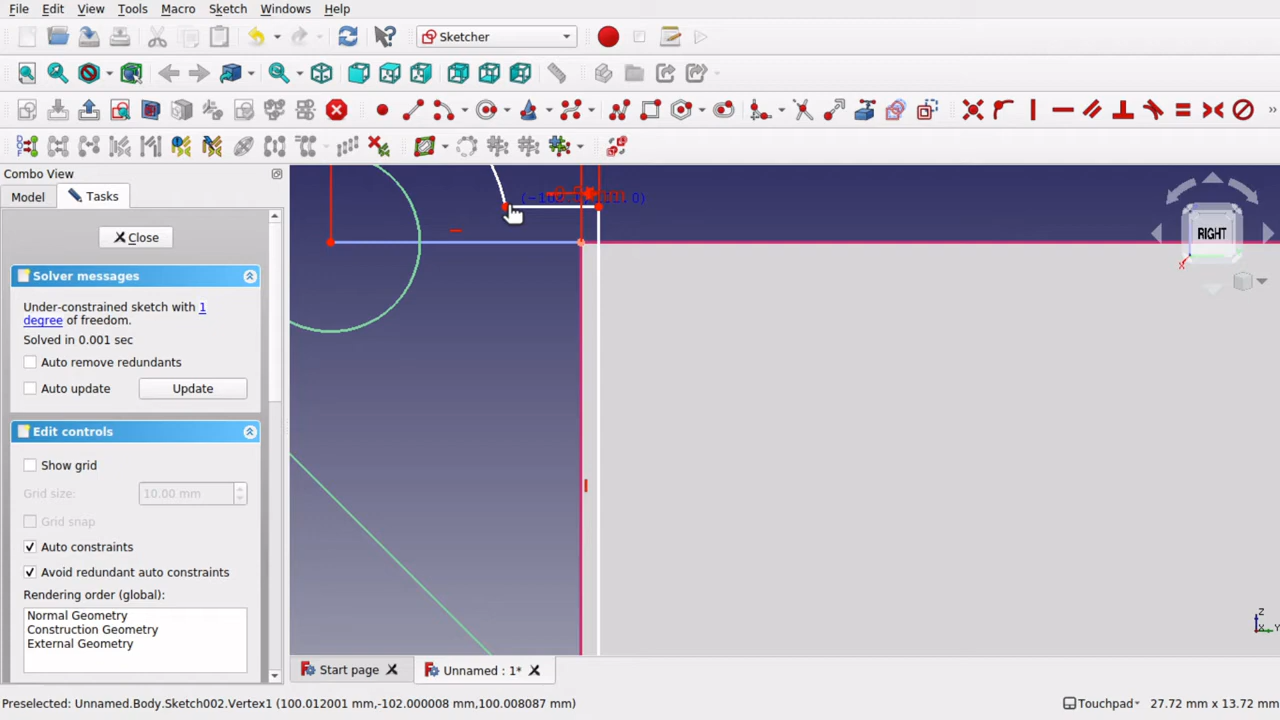 File Edit View Tools Macro Sketch Windows Help
Sketcher
Combo View
Model Tasks
Close
Solver messages
Under-constrained sketch with 1
degree of freedom.
Solved in 0.001 sec
Auto remove redundants
Auto update Update
Edit controls
Show grid
Grid size: 10.00 mm
Grid snap
Auto constraints
Avoid redundant auto constraints
Rendering order (global):
Normal Geometry
Construction Geometry
External Geometry
RIGHT
X
Z
X Y
Start page Unnamed : 1*
Preselected: Unnamed.Body.Sketch002.Vertex1 (100.012001 mm,-102.000008 mm,100.008087 mm) Touchpad 27.72 mm x 13.72 mm